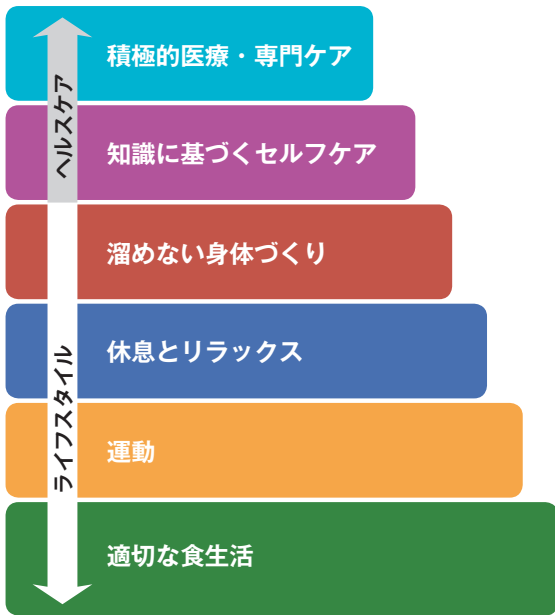 積極的医療・専門ケア
ヘルスケア
知識に基づくセルフケア
溜めない身体づくり
休息とリラックス
ライフスタイル
運動
適切な食生活